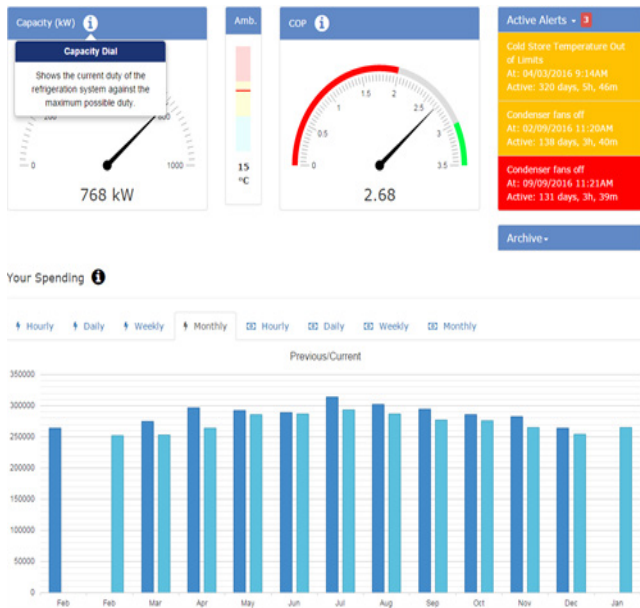 Capacity (kW)
Capacity Dial
Shows the current duty of the
refrigeration system against the
maximum possible duty.
200
800
0
1000
768 kW
Amb.
15
°C
COP
0
0.5
1
1.5
2
2.5
3
3.5
2.68
Active Alerts - 3
Cold Store Temperature Out
of Limits
At: 04/03/2016 9:14AM
Active: 320 days, 5h, 46m
Condenser fans off
At: 02/09/2016 11:20AM
Active: 138 days, 3h, 40m
Condenser fans off
At: 09/09/2016 11:21AM
Active: 131 days, 3h, 39m
Archive-
Your Spending
Hourly
Daily
Weekly
Monthly
Hourly
Daily
Weekly
Monthly
Previous/Current
350000
300000
250000
200000
150000
100000
50000
0
Feb Feb Mar Apr May Jun Jul Aug Sep Oct Nov Dec Jan